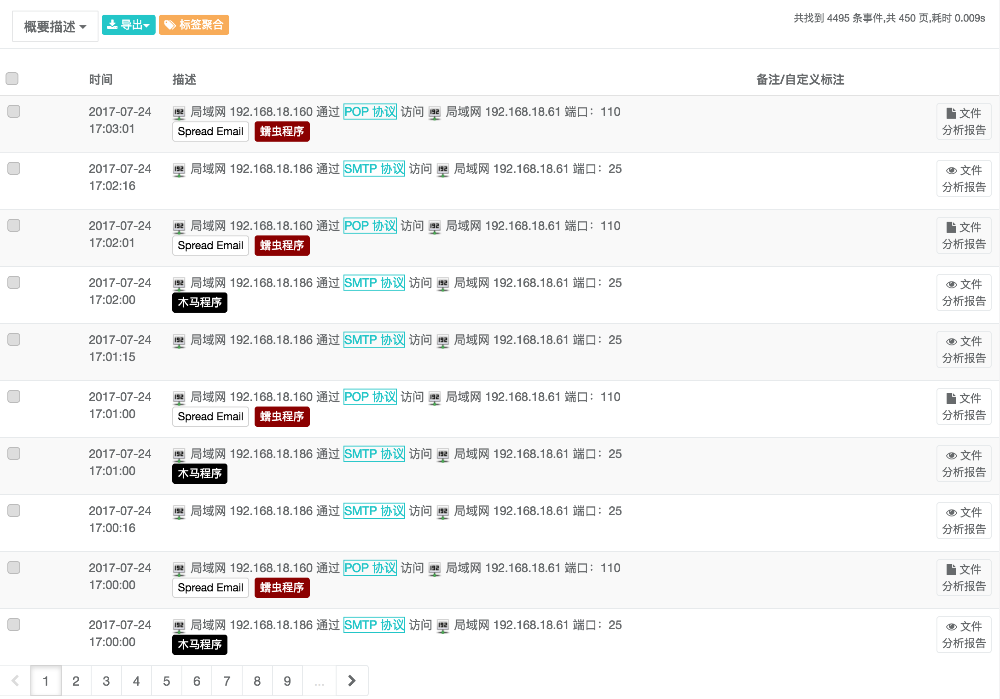 概要描述 导出 标签聚合 共找到 4495 条事件,共 450 页,耗时 0.009s
时间 描述 备注/自定义标注
2017-07-24 192 局域网 192.168.18.160 通过 POP 协议 访问 192 局域网 192.168.18.61 端口：110 文件
17:03:01 Spread Email 蠕虫程序 分析报告
2017-07-24 192 局域网 192.168.18.186 通过 SMTP 协议 访问 192 局域网 192.168.18.61 端口：25 文件
17:02:16 分析报告
2017-07-24 192 局域网 192.168.18.160 通过 POP 协议 访问 192 局域网 192.168.18.61 端口：110 文件
17:02:01 Spread Email 蠕虫程序 分析报告
2017-07-24 192 局域网 192.168.18.186 通过 SMTP 协议 访问 192 局域网 192.168.18.61 端口：25 文件
17:02:00 木马程序 分析报告
2017-07-24 192 局域网 192.168.18.186 通过 SMTP 协议 访问 192 局域网 192.168.18.61 端口：25 文件
17:01:15 分析报告
2017-07-24 192 局域网 192.168.18.160 通过 POP 协议 访问 192 局域网 192.168.18.61 端口：110 文件
17:01:00 Spread Email 蠕虫程序 分析报告
2017-07-24 192 局域网 192.168.18.186 通过 SMTP 协议 访问 192 局域网 192.168.18.61 端口：25 文件
17:01:00 木马程序 分析报告
2017-07-24 192 局域网 192.168.18.186 通过 SMTP 协议 访问 192 局域网 192.168.18.61 端口：25 文件
17:00:16 分析报告
2017-07-24 192 局域网 192.168.18.160 通过 POP 协议 访问 192 局域网 192.168.18.61 端口：110 文件
17:00:00 Spread Email 蠕虫程序 分析报告
2017-07-24 192 局域网 192.168.18.186 通过 SMTP 协议 访问 192 局域网 192.168.18.61 端口：25 文件
17:00:00 木马程序 分析报告
1 2 3 4 5 6 7 8 9 ...